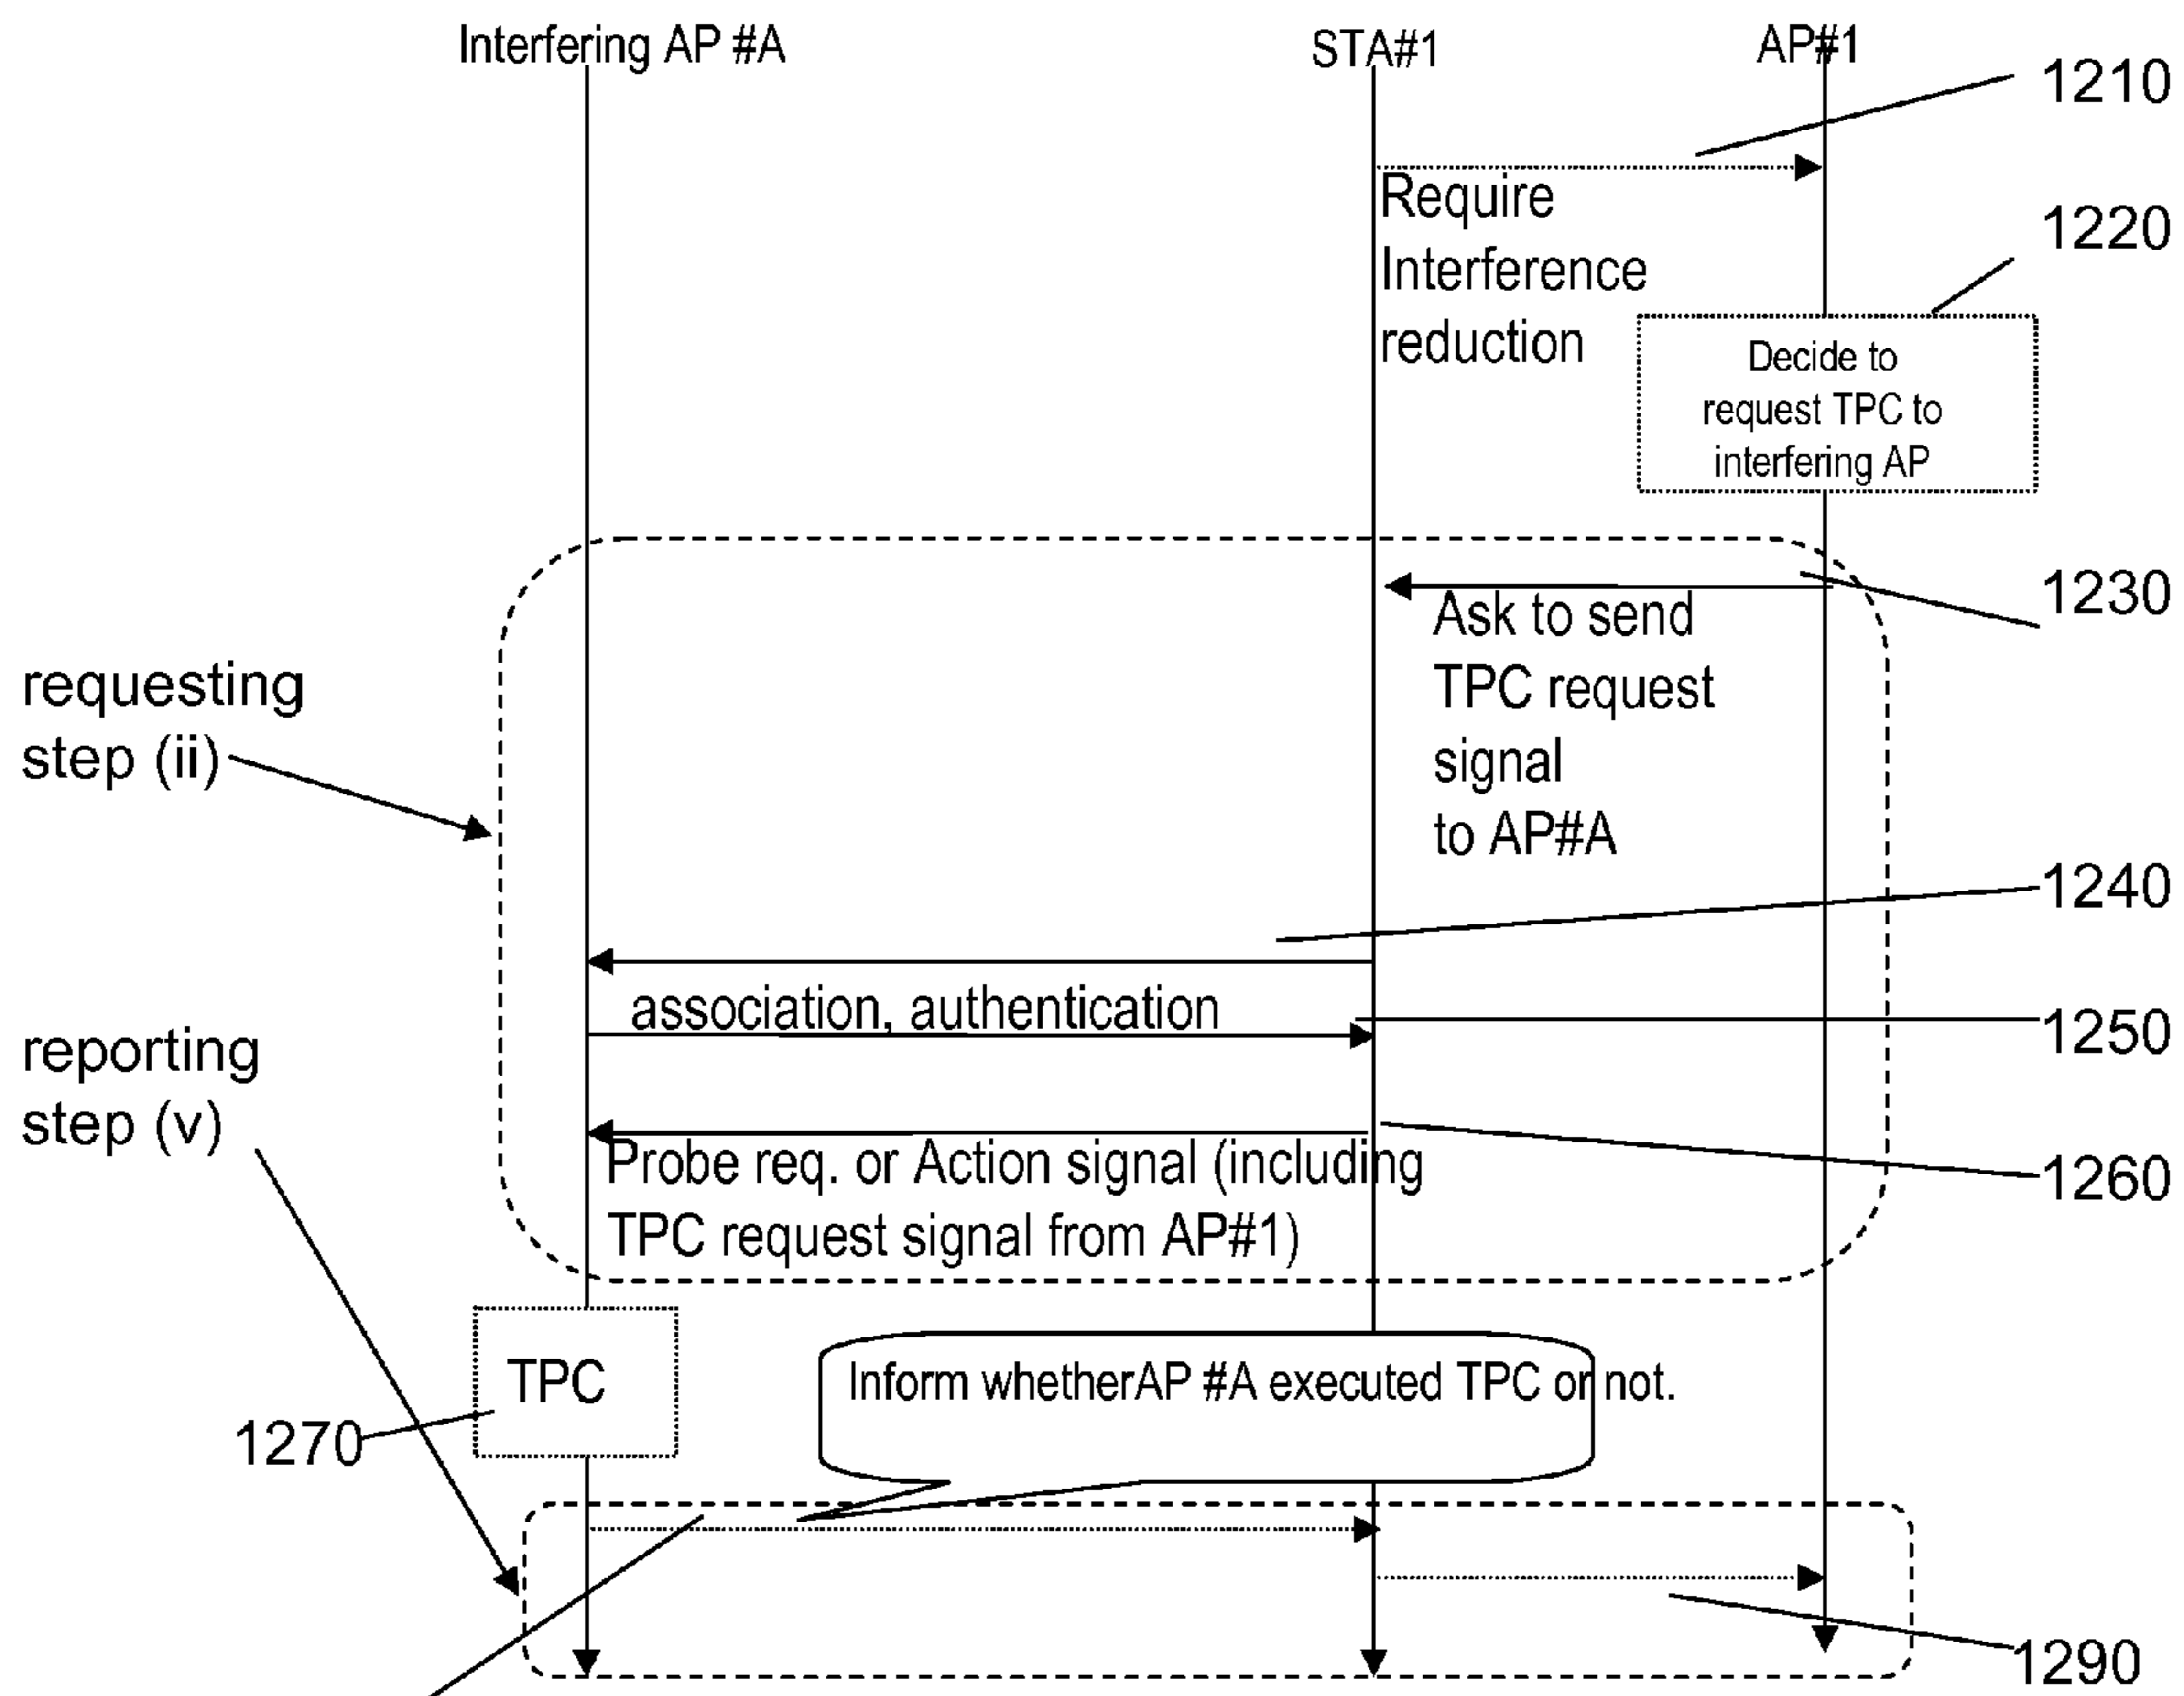 Interfering AP #A
STA#1
AP#1
1210
Require
Interference
reduction
1220
Decide to
request TPC to
interfering AP
1230
Ask to send
TPC request
signal
to AP#A
requesting
step (ii)
1240
association, authentication
1250
reporting
step (v)
Probe req. or Action signal (including
TPC request signal from AP#1)
1260
TPC
Inform whetherAP #A executed TPC or not.
1270
1290